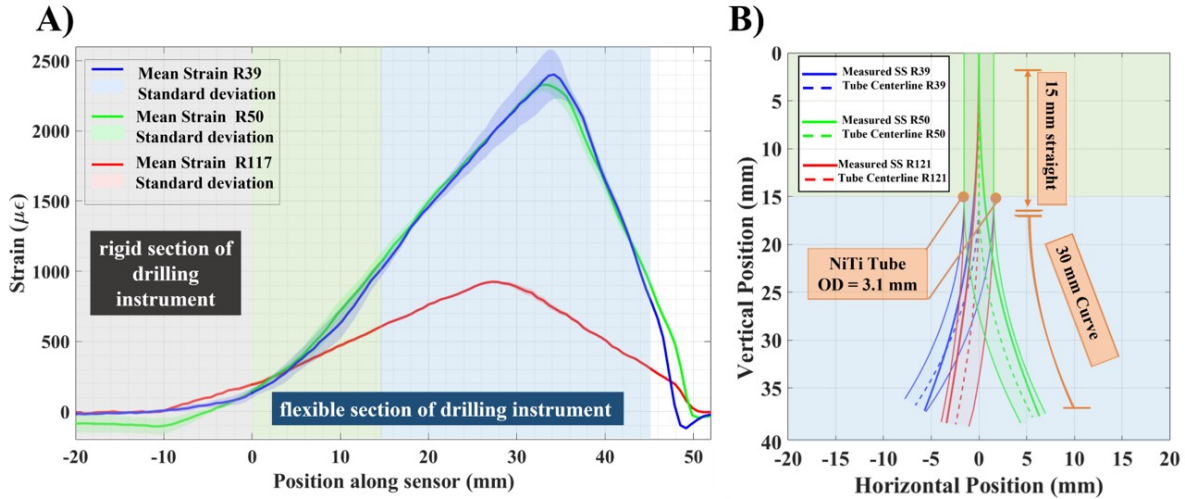 A)
2500
2000
1500
1000
500
0
Strain (με)
Mean Strain R39
Standard deviation
Mean Strain R50
Standard deviation
Mean Strain R117
Standard deviation
rigid section of
drilling
instrument
flexible section of drilling instrument
-20 -10 0 10 20 30 40 50
Position along sensor (mm)
B)
0
5
10
15
20
25
30
35
40
Vertical Position (mm)
Measured SS R39
Tube Centerline R39
Measured SS R50
Tube Centerline R50
Measured SS R121
Tube Centerline R121
15 mm straight
NiTi Tube
OD = 3.1 mm
30 mm Curve
-20 -15 -10 -5 0 5 10 15 20
Horizontal Position (mm)